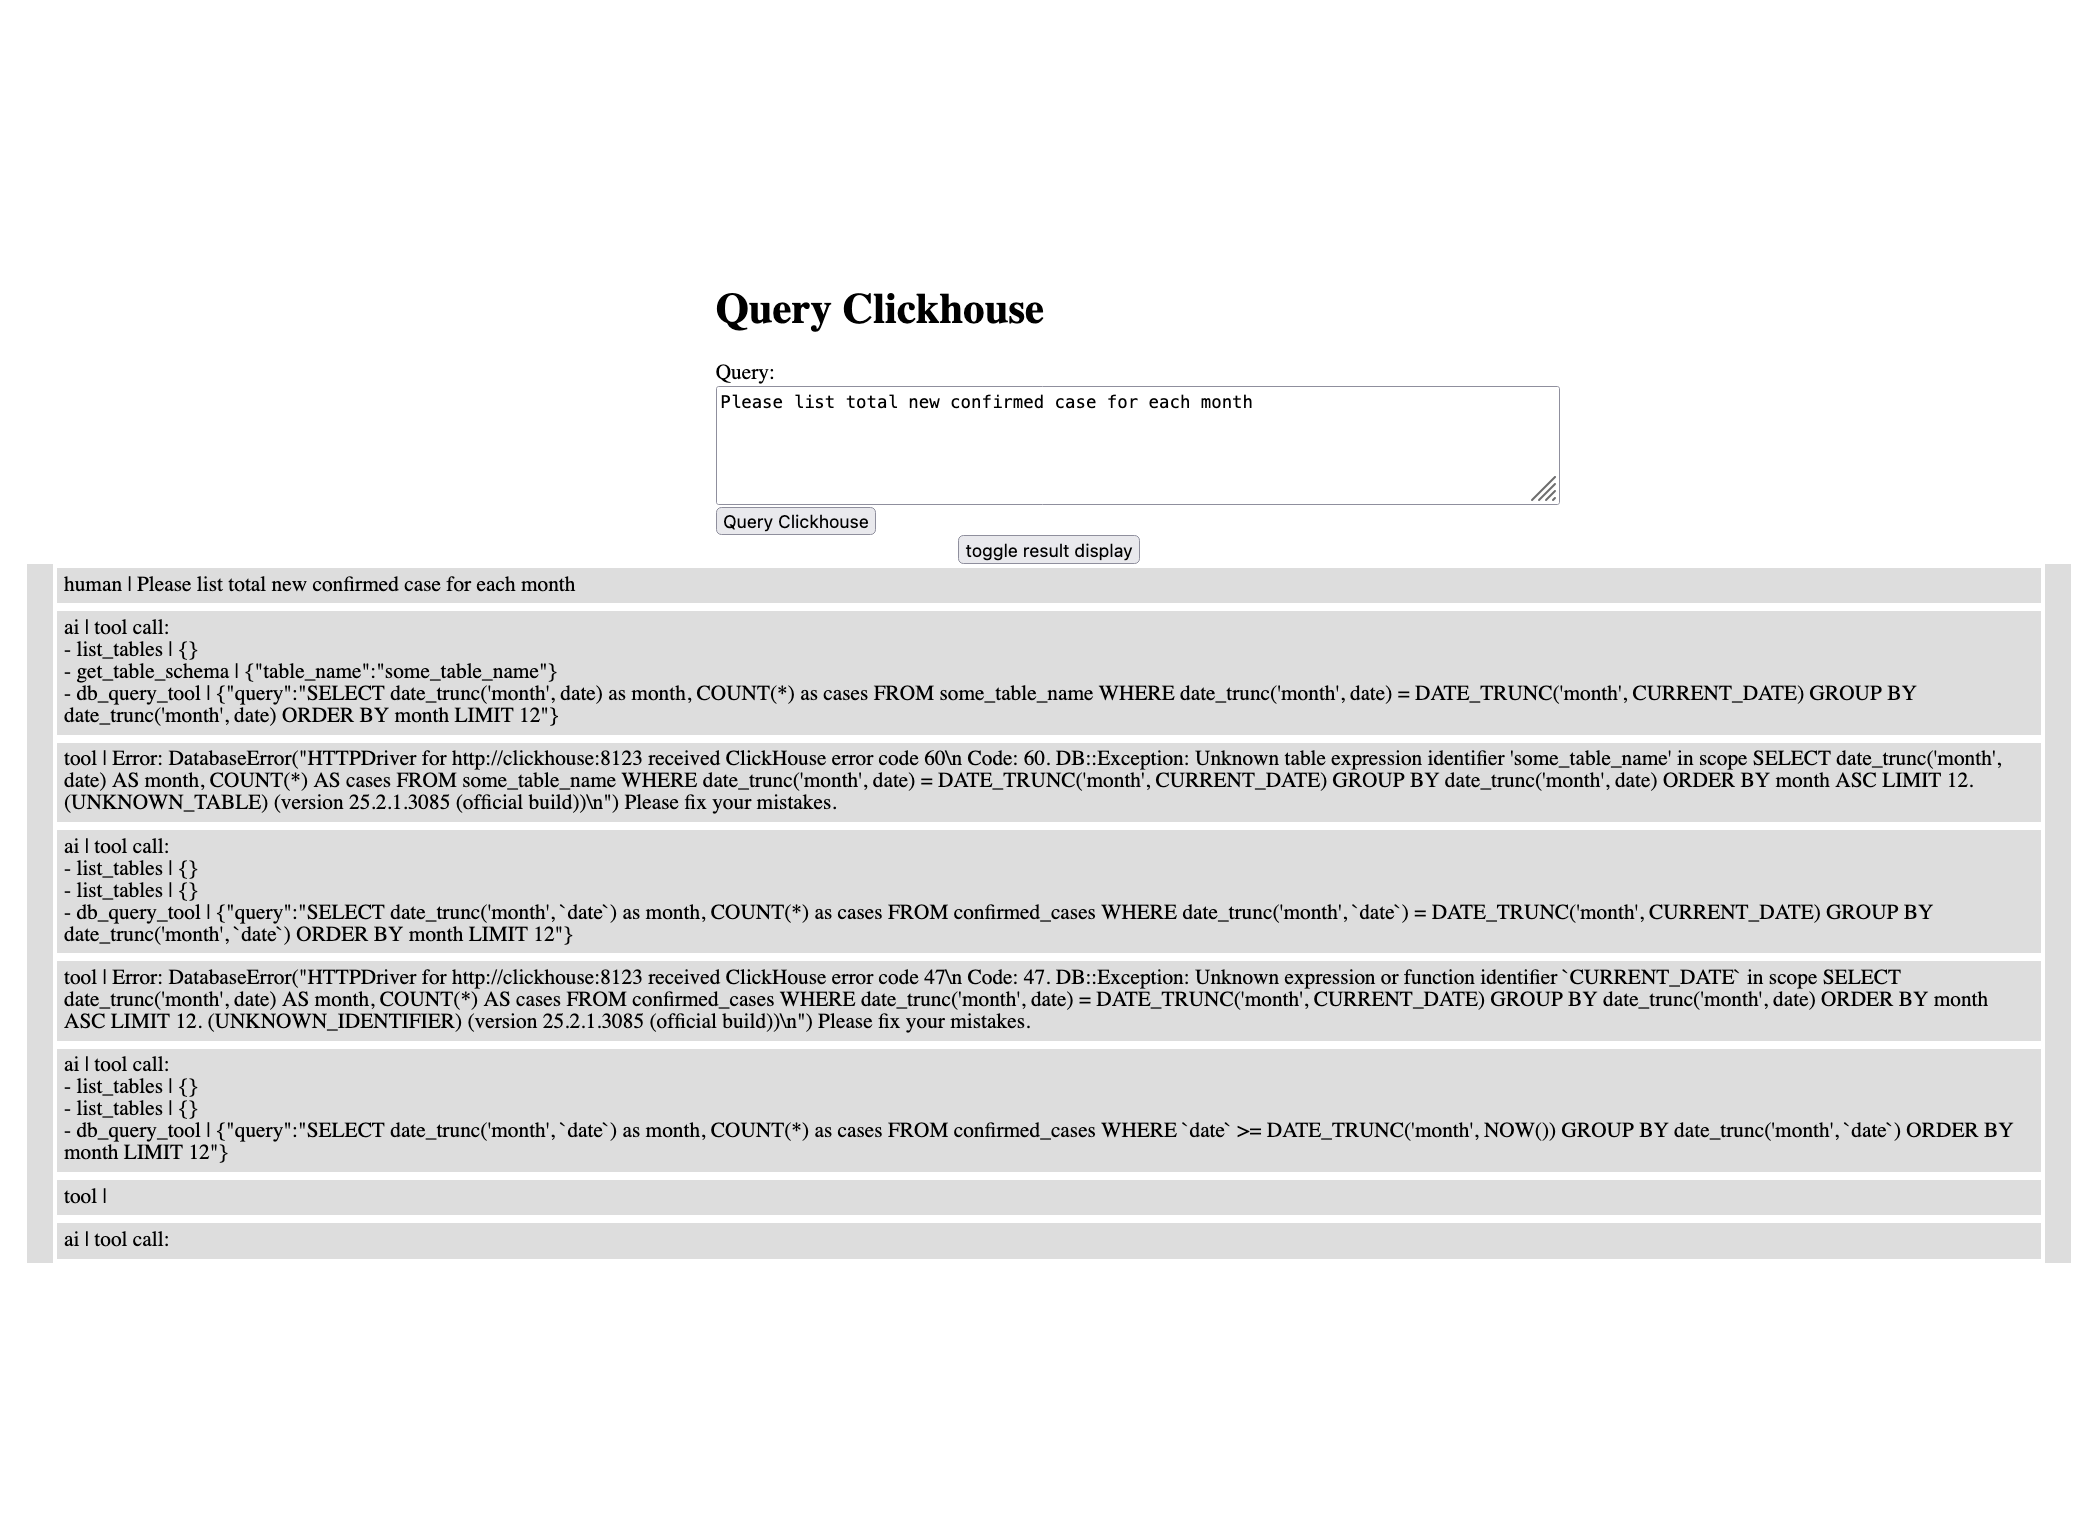 Query Clickhouse
Query:
Please list total new confirmed case for each month
Query Clickhouse
toggle result display
human | Please list total new confirmed case for each month
ai | tool call:
- list_tables | {}
- get_table_schema | {"table_name":"some_table_name"}
- db_query_tool | {"query":"SELECT date_trunc('month', date) as month, COUNT(*) as cases FROM some_table_name WHERE date_trunc('month', date) = DATE_TRUNC('month', CURRENT_DATE) GROUP BY
date_trunc('month', date) ORDER BY month LIMIT 12"}
tool | Error: DatabaseError("HTTPDriver for http://clickhouse:8123 received ClickHouse error code 60\n Code: 60. DB::Exception: Unknown table expression identifier 'some_table_name' in scope SELECT date_trunc('month',
date) AS month, COUNT(*) AS cases FROM some_table_name WHERE date_trunc('month', date) = DATE_TRUNC('month', CURRENT_DATE) GROUP BY date_trunc('month', date) ORDER BY month ASC LIMIT 12.
(UNKNOWN_TABLE) (version 25.2.1.3085 (official build))\n") Please fix your mistakes.
ai | tool call:
- list_tables | {}
- list_tables | {}
- db_query_tool | {"query":"SELECT date_trunc('month',`date`) as month, COUNT(*) as cases FROM confirmed_cases WHERE date_trunc('month',`date`) = DATE_TRUNC('month', CURRENT_DATE) GROUP BY
date_trunc('month',`date`) ORDER BY month LIMIT 12"}
tool | Error: DatabaseError("HTTPDriver for http://clickhouse:8123 received ClickHouse error code 47\n Code: 47. DB::Exception: Unknown expression or function identifier `CURRENT_DATE` in scope SELECT
date_trunc('month', date) AS month, COUNT(*) AS cases FROM confirmed_cases WHERE date_trunc('month', date) = DATE_TRUNC('month', CURRENT_DATE) GROUP BY date_trunc('month', date) ORDER BY month
ASC LIMIT 12. (UNKNOWN_IDENTIFIER) (version 25.2.1.3085 (official build))\n") Please fix your mistakes.
ai | tool call:
- list_tables | {}
- list_tables | {}
- db_query_tool | {"query":"SELECT date_trunc('month',`date`) as month, COUNT(*) as cases FROM confirmed_cases WHERE `date` >= DATE_TRUNC('month', NOW()) GROUP BY date_trunc('month',`date`) ORDER BY
month LIMIT 12"}
tool |
ai | tool call: